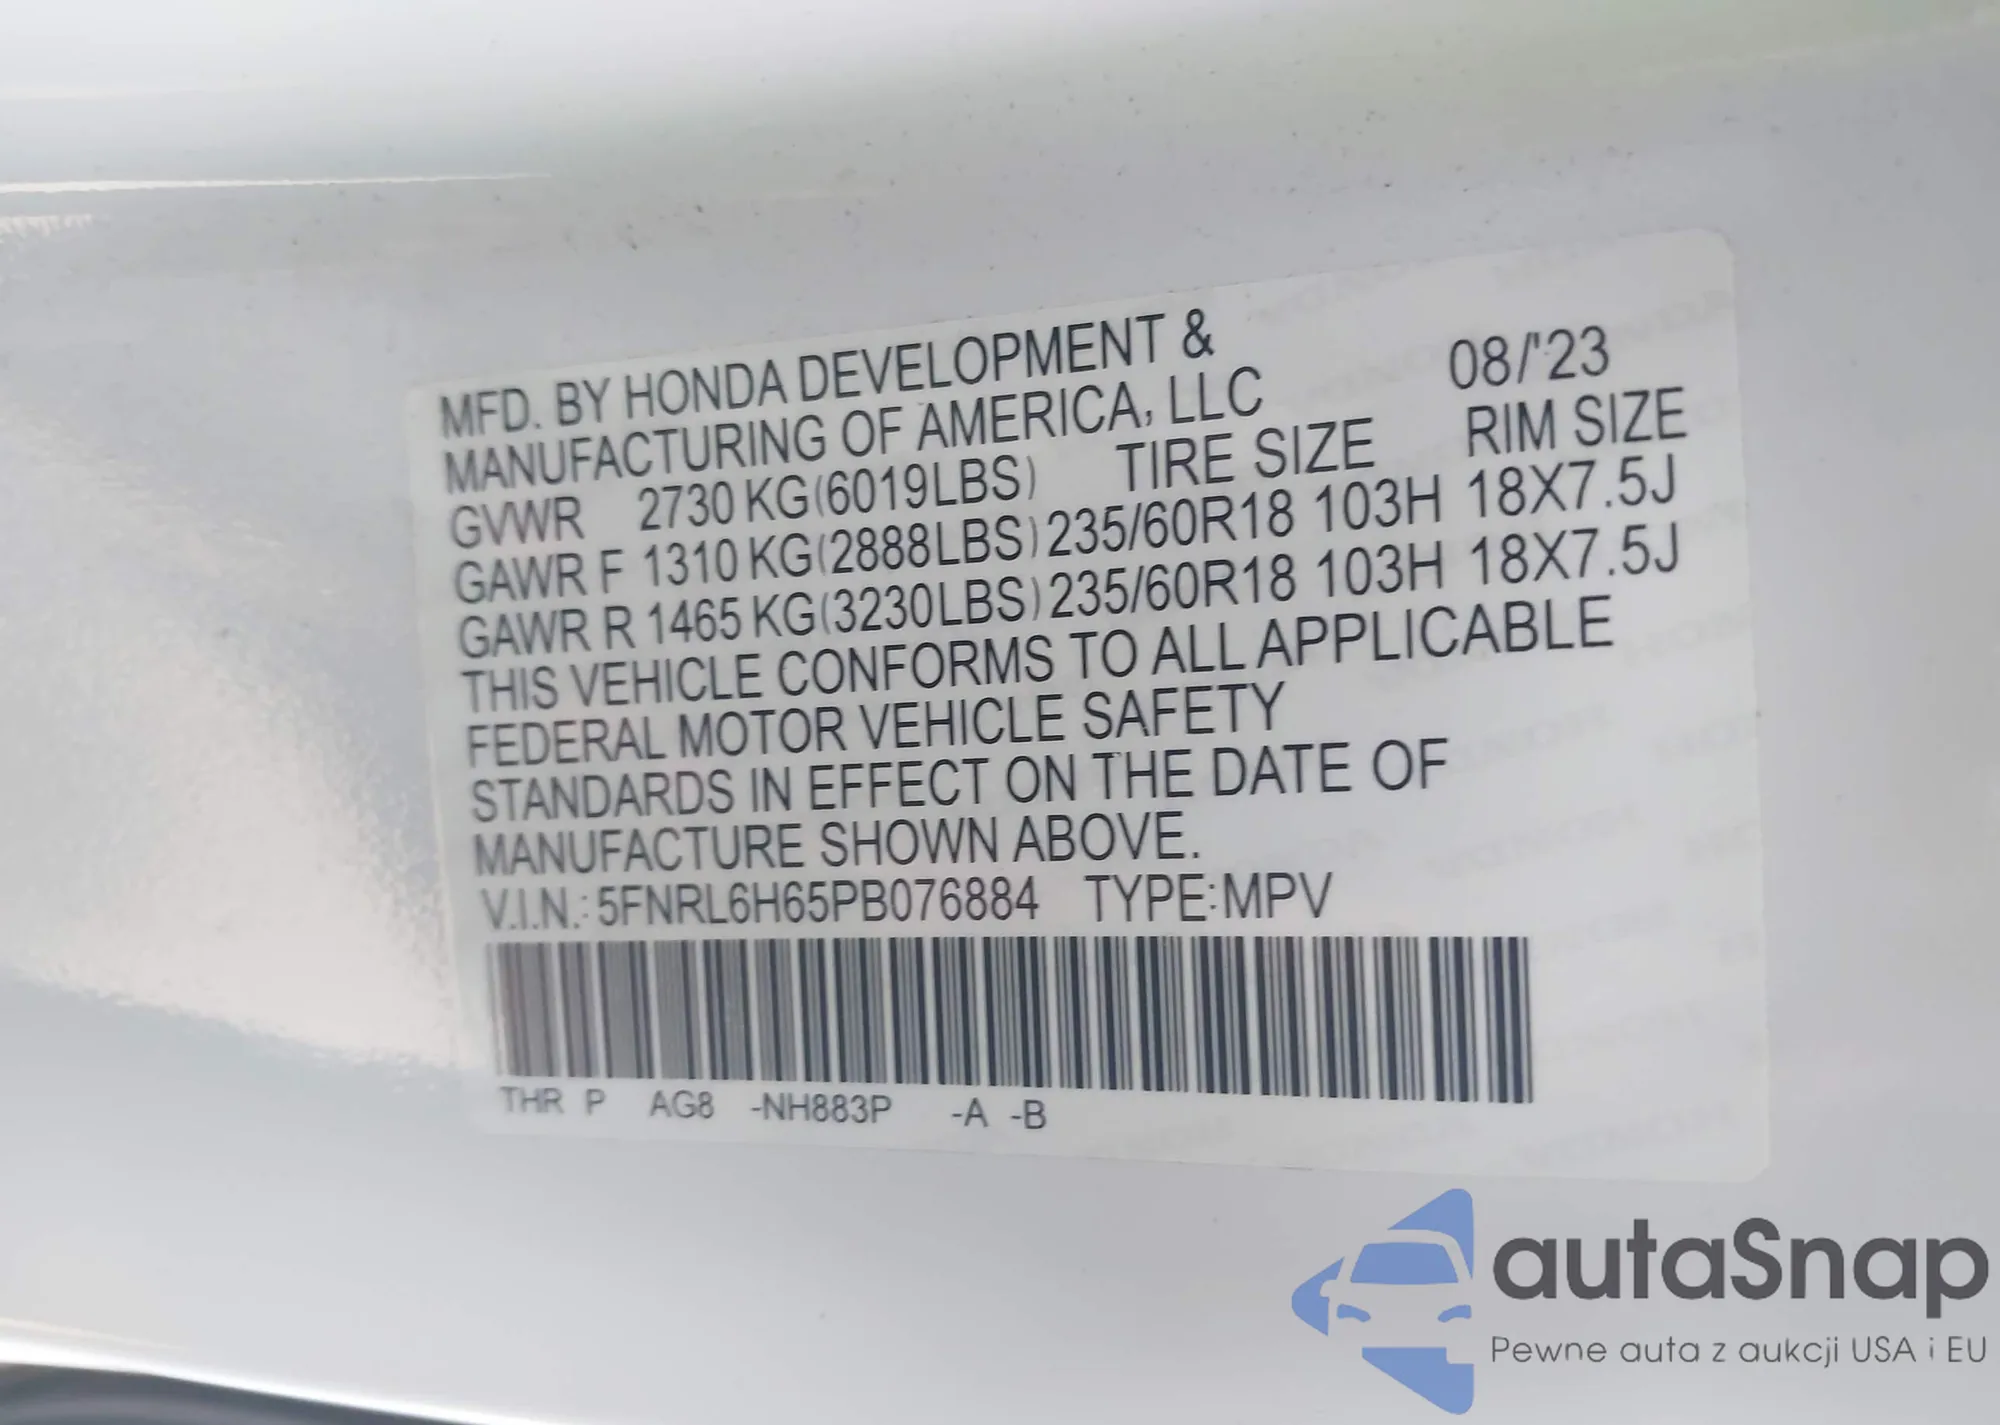 MFD. BY HONDA DEVELOPMENT &
MANUFACTURING OF AMERICA, LLC 08/'23
GVWR 2730 KG(6019LBS) TIRE SIZE RIM SIZE
GAWR F 1310 KG(2888LBS) 235/60R18 103H 18X7.5J
GAWR R 1465 KG(3230LBS) 235/60R18 103H 18X7.5J
THIS VEHICLE CONFORMS TO ALL APPLICABLE
FEDERAL MOTOR VEHICLE SAFETY
STANDARDS IN EFFECT ON THE DATE OF
MANUFACTURE SHOWN ABOVE.
V.I.N.: 5FNRL6H65PB076884 TYPE:MPV
THR P AG8 -NH883P -A -B
autaSnap
Pewne auta z aukcji USA i EU